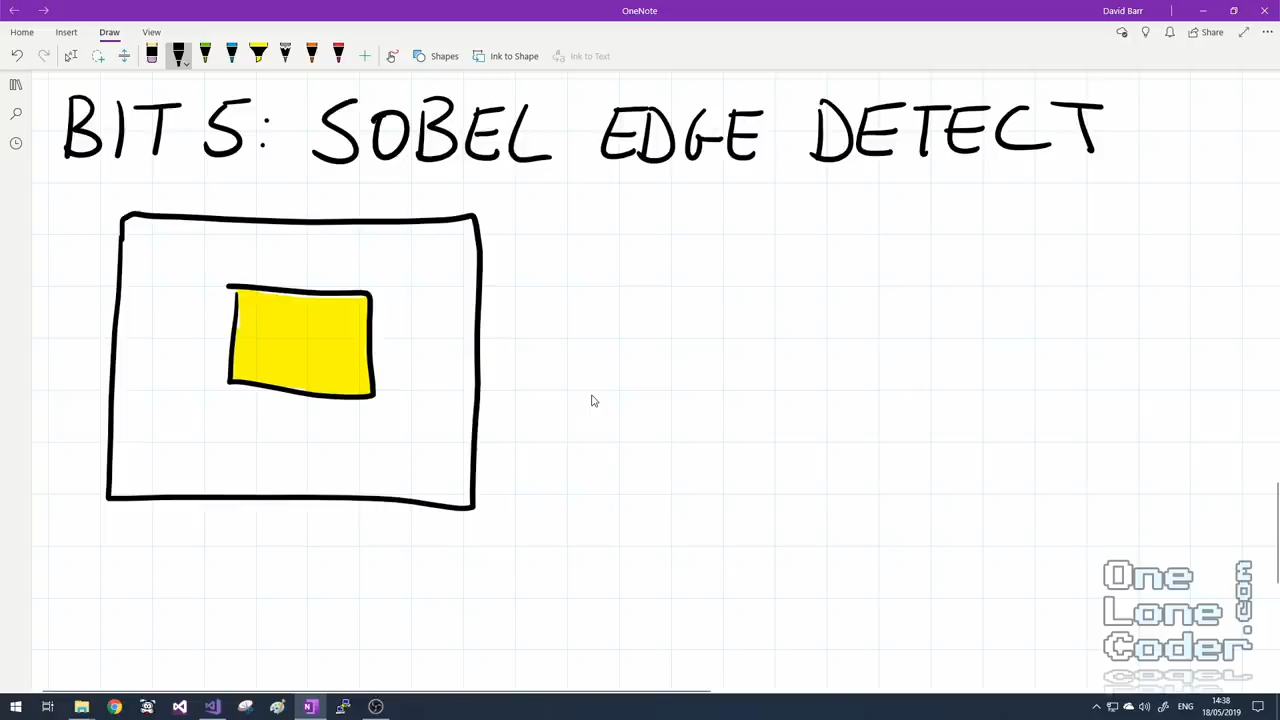 OneNote
David Barr
Home Insert Draw View
Share
Shapes Ink to Shape Ink to Text
BIT 5: SOBEL EDGE DETECT
One
Lone
Coder
.com
ENG
14:38
18/05/2019